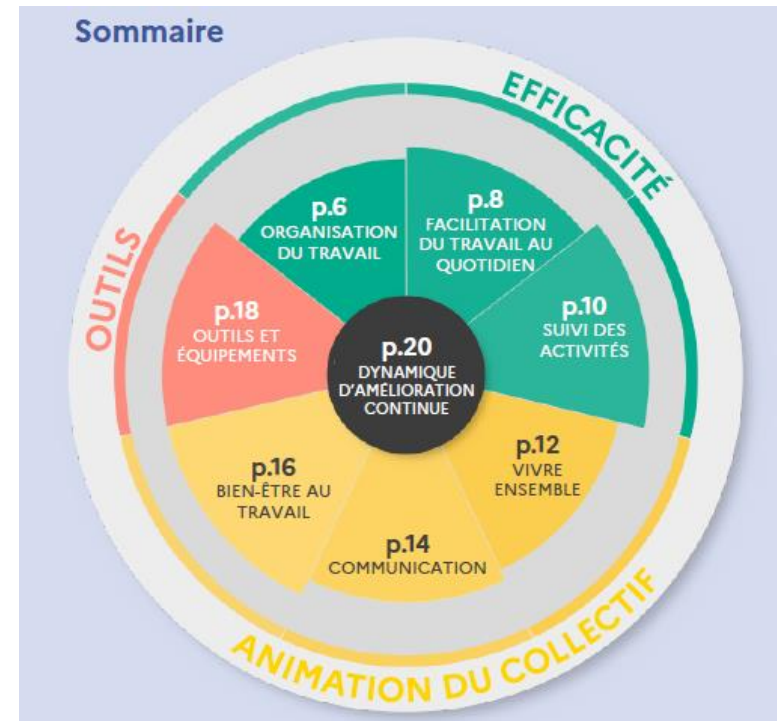 Sommaire
EFFICACITÉ
p.6
ORGANISATION
DU TRAVAIL
p.8
FACILITATION
DU TRAVAIL AU
QUOTIDIEN
p.10
SUIVI DES
ACTIVITÉS
p.12
VIVRE
ENSEMBLE
p.14
COMMUNICATION
p.16
BIEN-ÊTRE AU
TRAVAIL
p.18
OUTILS ET
ÉQUIPEMENTS
p.20
DYNAMIQUE
D'AMÉLIORATION
CONTINUE
OUTILS
ANIMATION DU COLLECTIF